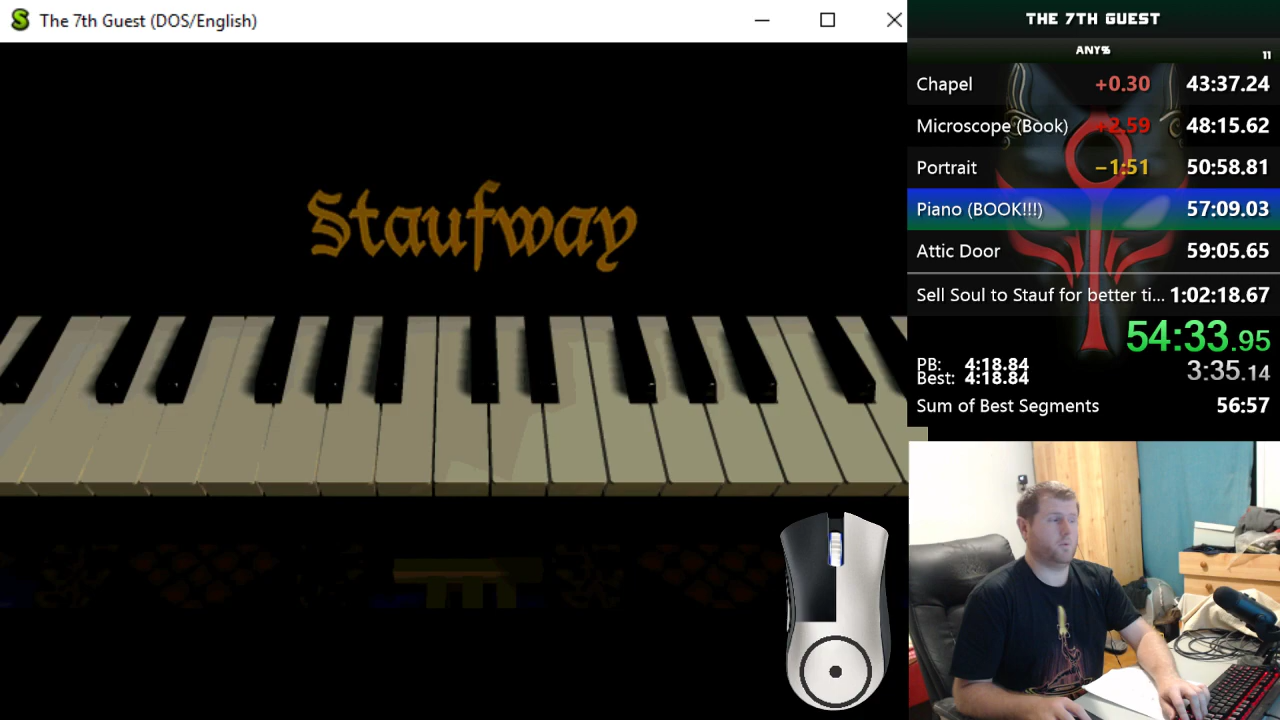 The 7th Guest (DOS/English)
Staufway
THE 7TH GUEST
ANY%
11
Chapel +0.30 43:37.24
Microscope (Book) +2.59 48:15.62
Portrait −1:51 50:58.81
Piano (BOOK!!!) 57:09.03
Attic Door 59:05.65
Sell Soul to Stauf for better ti... 1:02:18.67
54:33.95
PB: 4:18.84
Best: 4:18.84
3:35.14
Sum of Best Segments 56:57